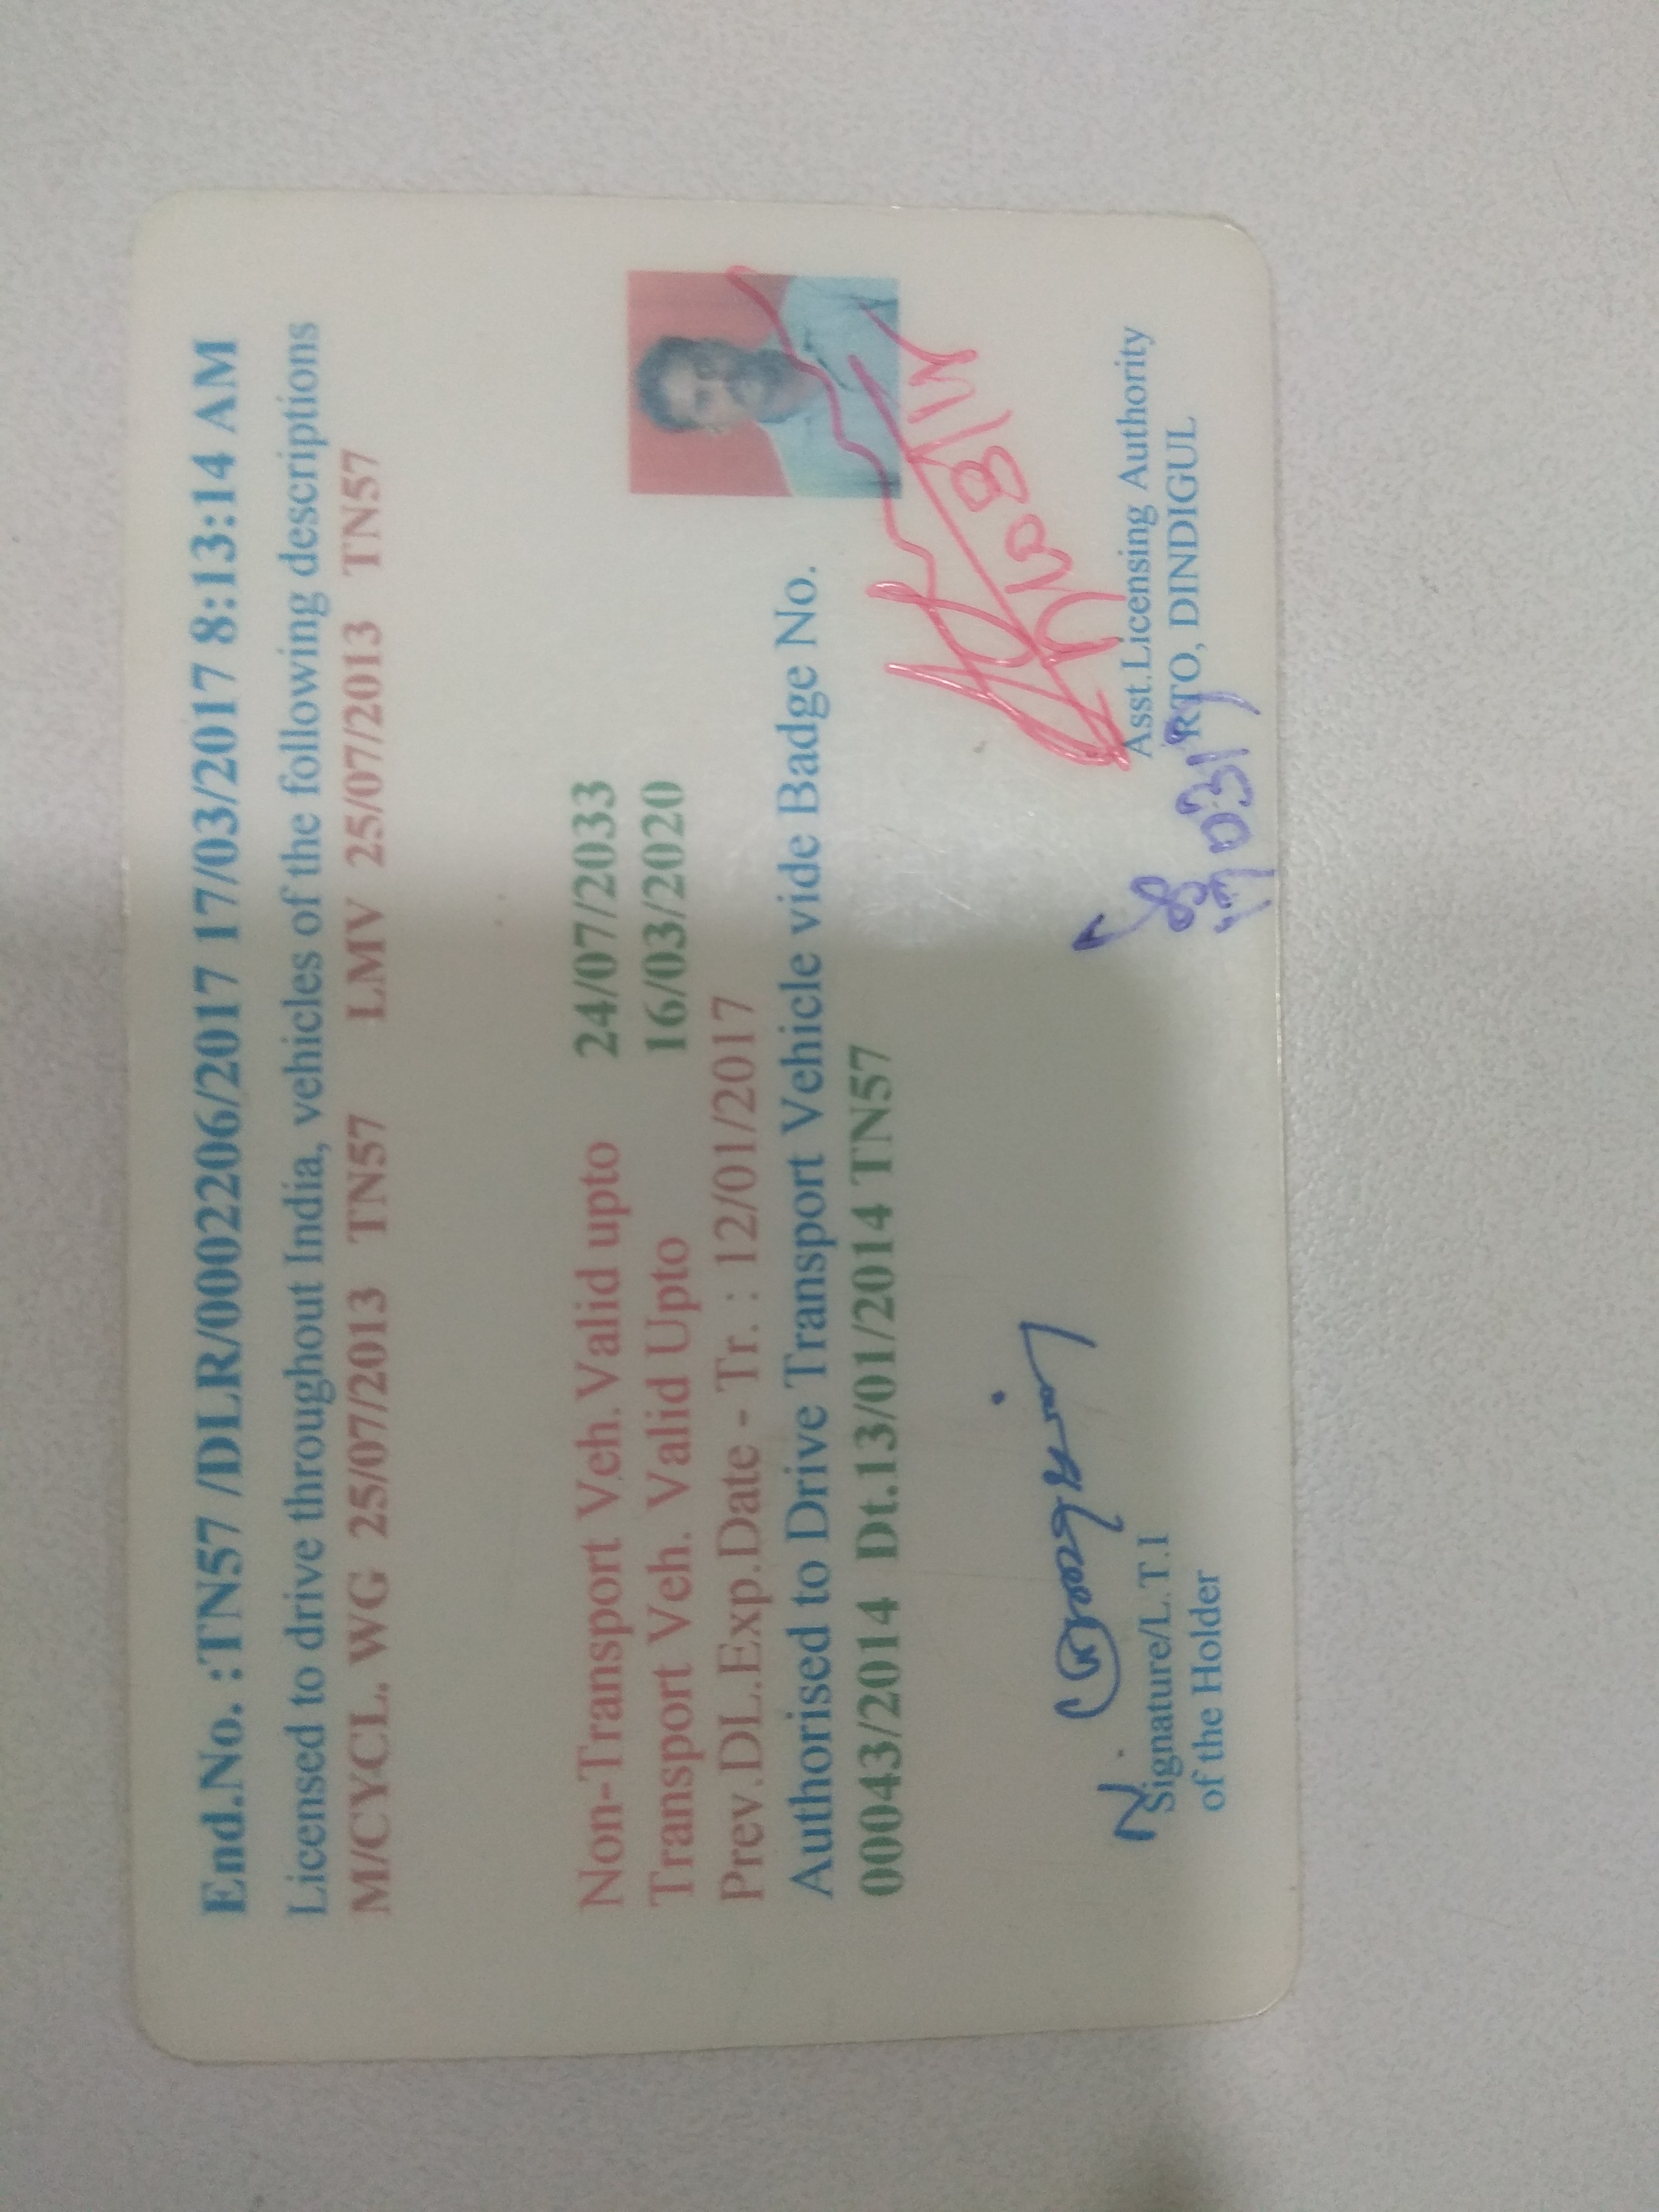 End.No. :TN57 /DLR/0002206/2017 17/03/2017 8:13:14 AM
Licensed to drive throughout India, vehicles of the following descriptions
M/CYCL. WG 25/07/2013 TN57 LMV 25/07/2013 TN57
Non-Transport Veh.Valid upto 24/07/2033
Transport Veh. Valid Upto 16/03/2020
Prev.DL.Exp.Date - Tr. : 12/01/2017
Authorised to Drive Transport Vehicle vide Badge No.
00043/2014 Dt.13/01/2014 TN57
Signature/L.T.I
of the Holder
Asst.Licensing Authority
RTO, DINDIGUL